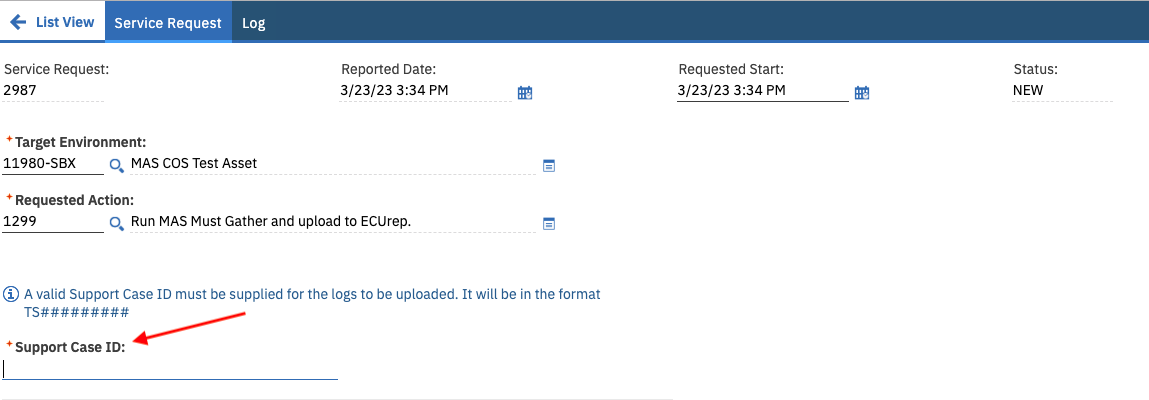 List View Service Request Log
Service Request: Reported Date: Requested Start: Status:
2987 3/23/23 3:34 PM 3/23/23 3:34 PM NEW
*Target Environment:
11980-SBX MAS COS Test Asset
*Requested Action:
1299 Run MAS Must Gather and upload to ECUrep.
A valid Support Case ID must be supplied for the logs to be uploaded. It will be in the format
TS#########
*Support Case ID: